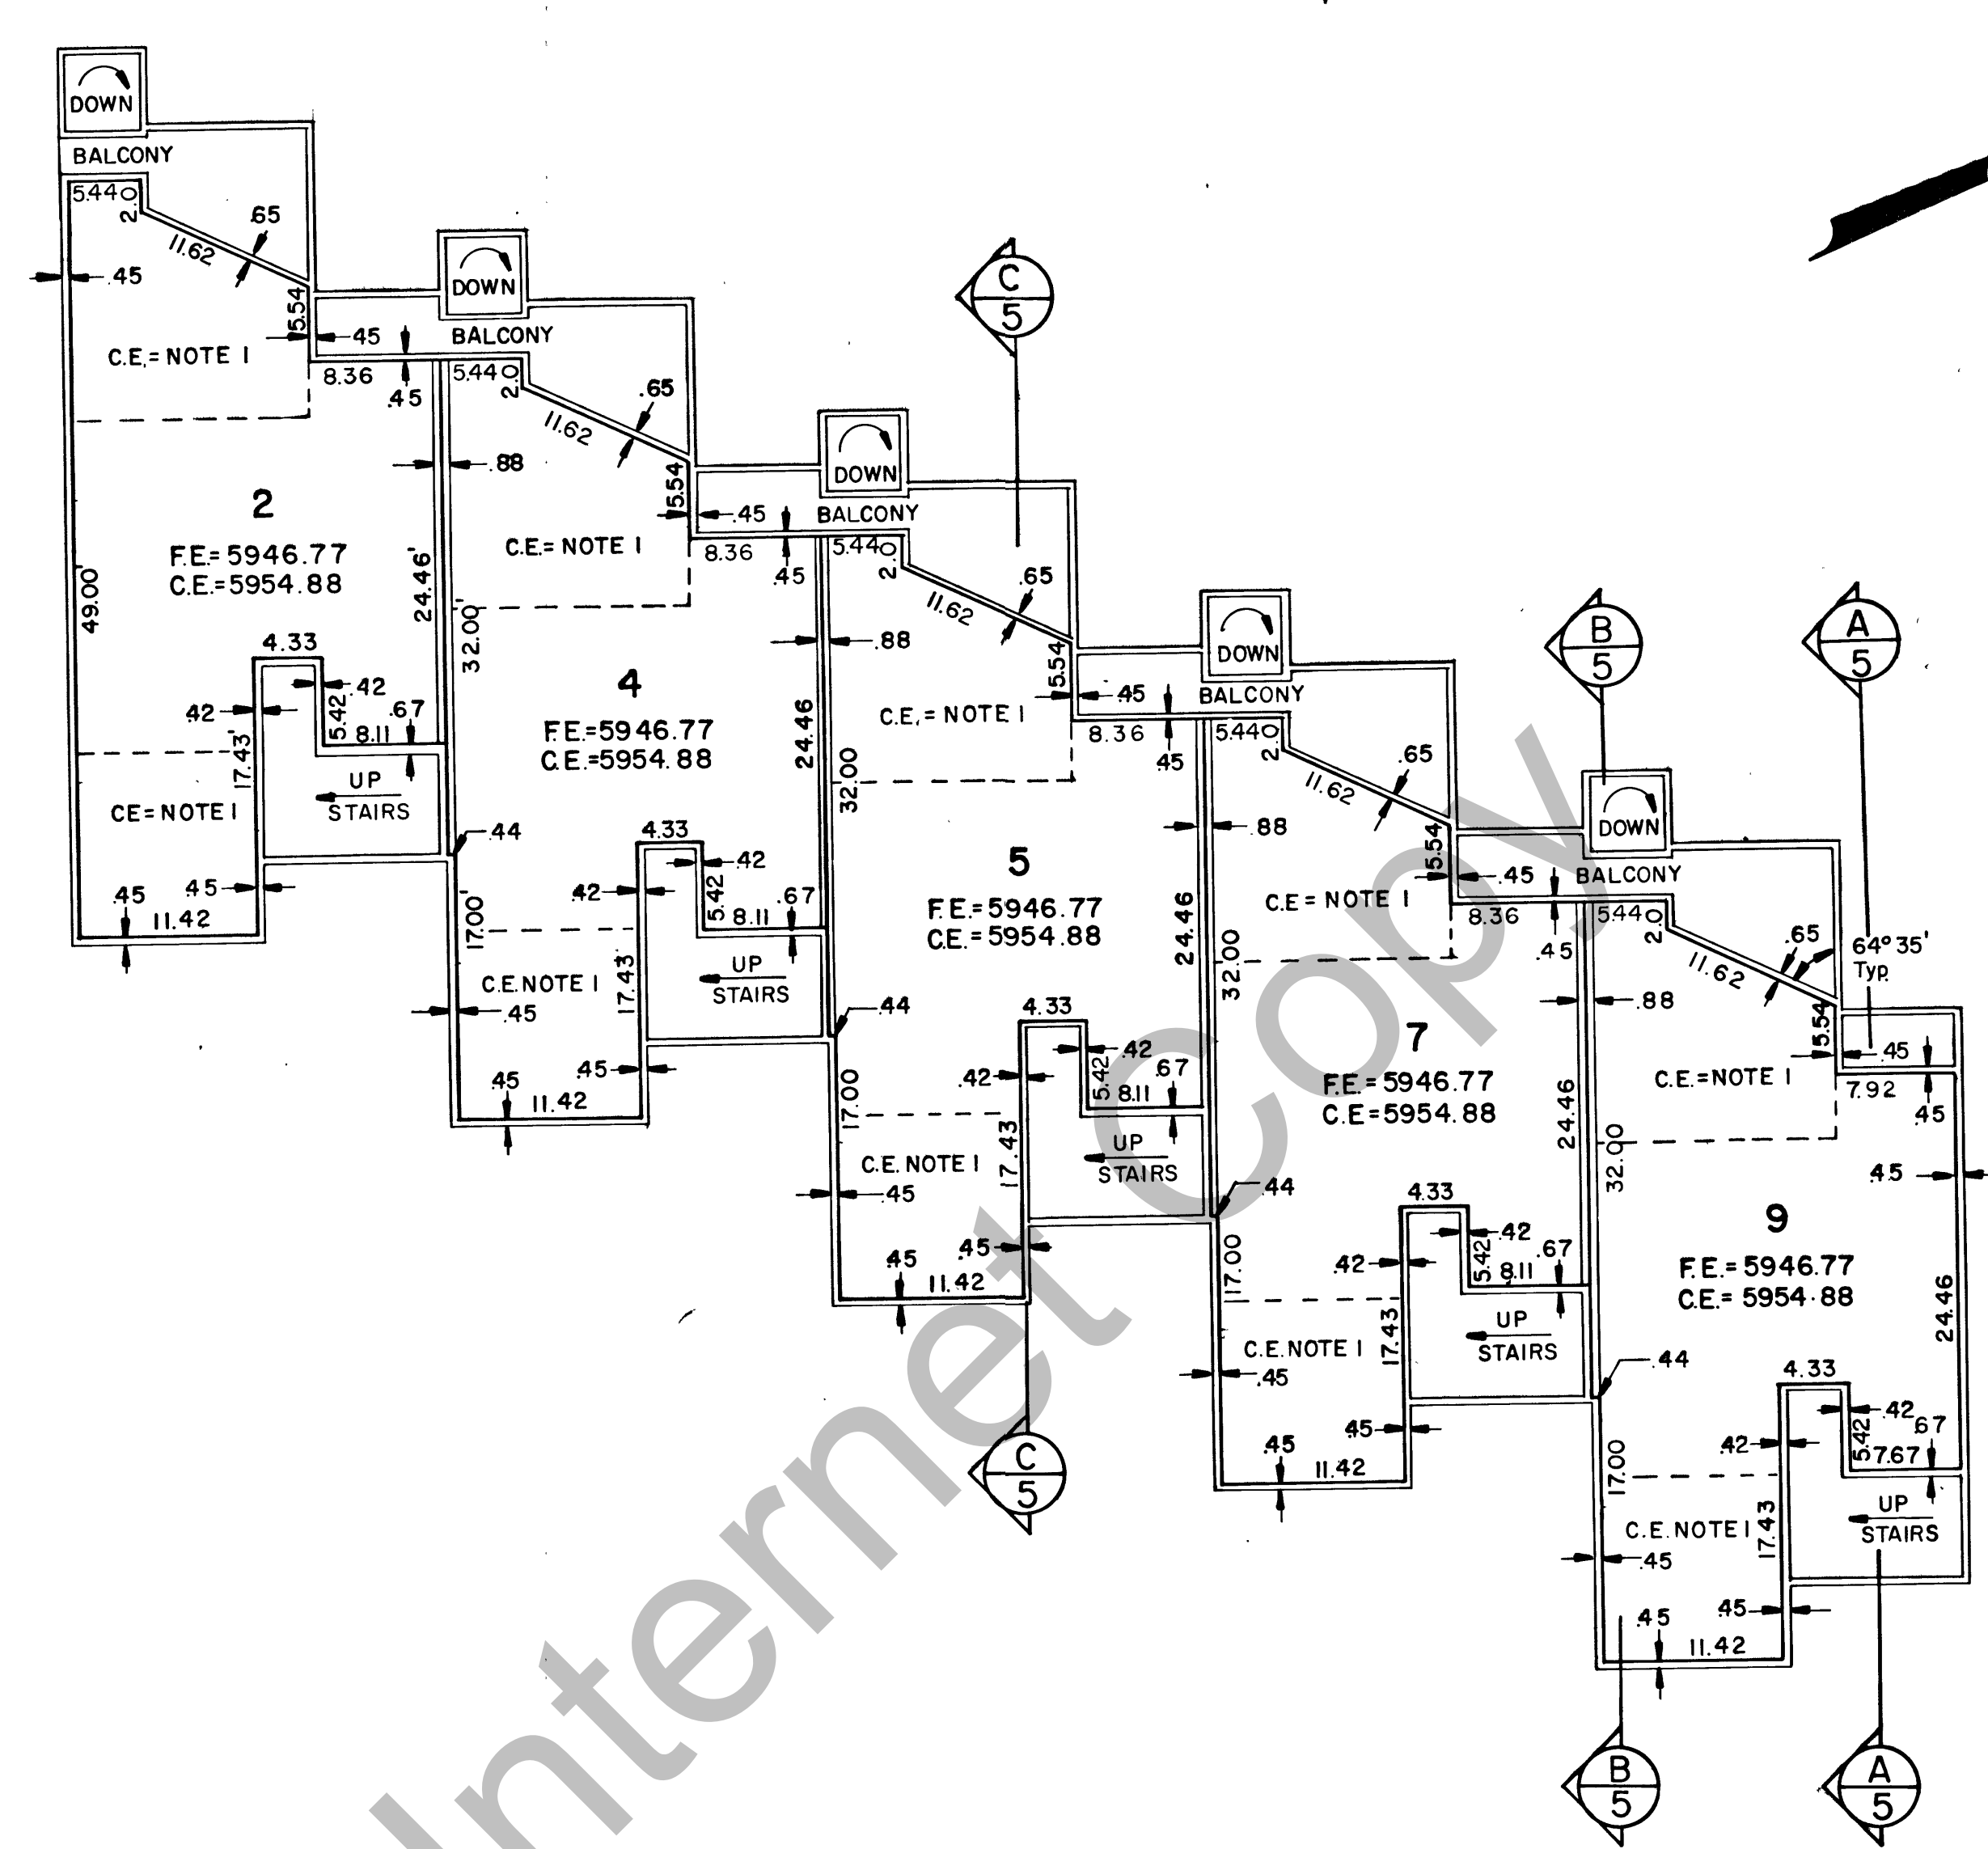 DOWN
BALCONY
5.44
2.0
11.62
.65
.45
5.54
.45
C.E.= NOTE 1
8.36
.45
2
F.E.= 5946.77
C.E.= 5954.88
49.00
24.46'
.88
4.33
.42
.42
5.42
.67
8.11
17.43'
UP
STAIRS
CE= NOTE 1
.44
.45
.45
11.42
DOWN
BALCONY
5.44
2.0
11.62
.65
5.54
.45
C.E.= NOTE 1
8.36
.45
32.00'
4
F.E.= 5946.77
C.E.=5954.88
24.46
.88
4.33
.42
.42
5.42
.67
8.11
17.00'
17.43
UP
STAIRS
C.E. NOTE 1
.44
.45
.45
.45
11.42
C
5
DOWN
BALCONY
5.44
2.0
11.62
.65
5.54
.45
C.E.= NOTE 1
8.36
.45
32.00
5
F.E.= 5946.77
C.E.= 5954.88
24.46
.88
4.33
.42
.42
5.42
.67
8.11
17.00
17.43
UP
STAIRS
C.E. NOTE 1
.44
.45
.45
.45
11.42
C
5
DOWN
BALCONY
5.44
2.
11.62
.65
5.54
.45
C.E = NOTE 1
8.36
.45
32.00
7
F.E.= 5946.77
C.E.=5954.88
24.46
.88
4.33
.42
.42
5.42
.67
8.11
17.00
17.43
UP
STAIRS
C.E. NOTE 1
.44
.45
.45
.45
11.42
B
5
A
5
DOWN
BALCONY
5.44
2.0
11.62
.65
64° 35'
Typ.
5.54
.45
C.E.=NOTE 1
7.92
.45
.45
32.00
9
F.E.= 5946.77
C.E.= 5954.88
24.46
4.33
.42
.42
5.42
.67
7.67
17.00
17.43
UP
STAIRS
C.E. NOTE 1
.45
.45
.45
11.42
B
5
A
5
Internet Copy